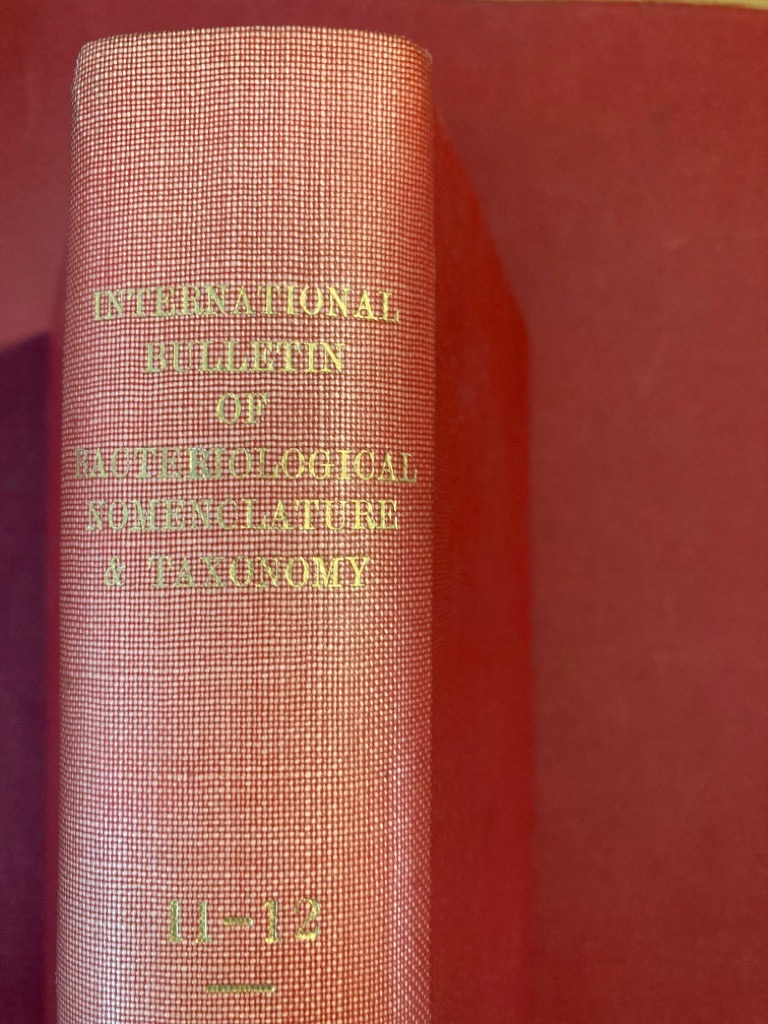 INTERNATIONAL
BULLETIN
OF
BACTERIOLOGICAL
NOMENCLATURE
& TAXONOMY
11-12